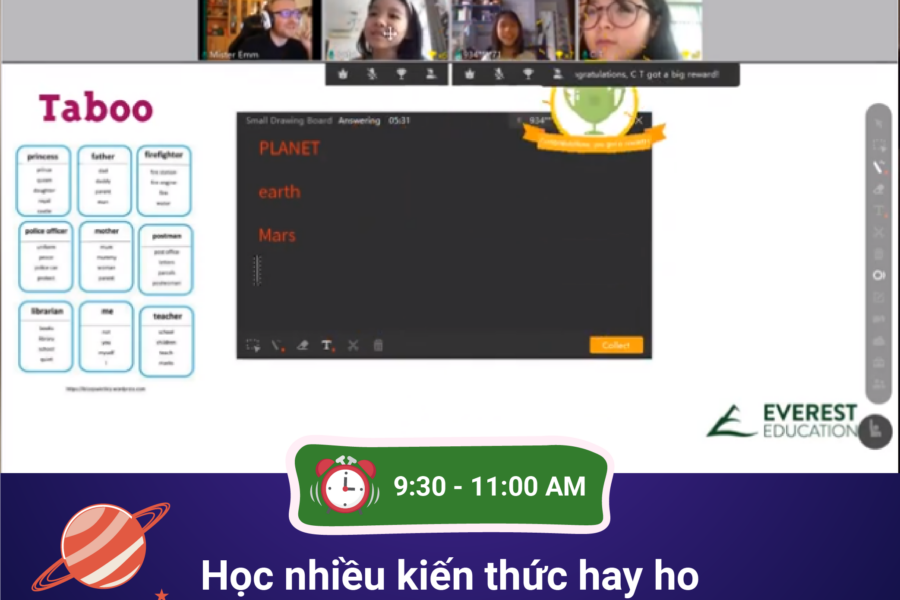 Mister Emm
ngratulations, C T got a big reward!
Taboo
Small Drawing Board Answering 05:31
PLANET
earth
Mars
Collect
princess
prince
queen
daughter
royal
castle
father
dad
daddy
parent
man
firefighter
fire station
fire engine
fire
water
police officer
uniform
police car
protect
mother
mum
mummy
woman
parent
postman
post office
letters
parcels
postwoman
librarian
books
library
school
quiet
me
not
you
myself
I
teacher
school
children
teach
EVEREST
EDUCATION
9:30 - 11:00 AM
Học nhiều kiến thức hay ho